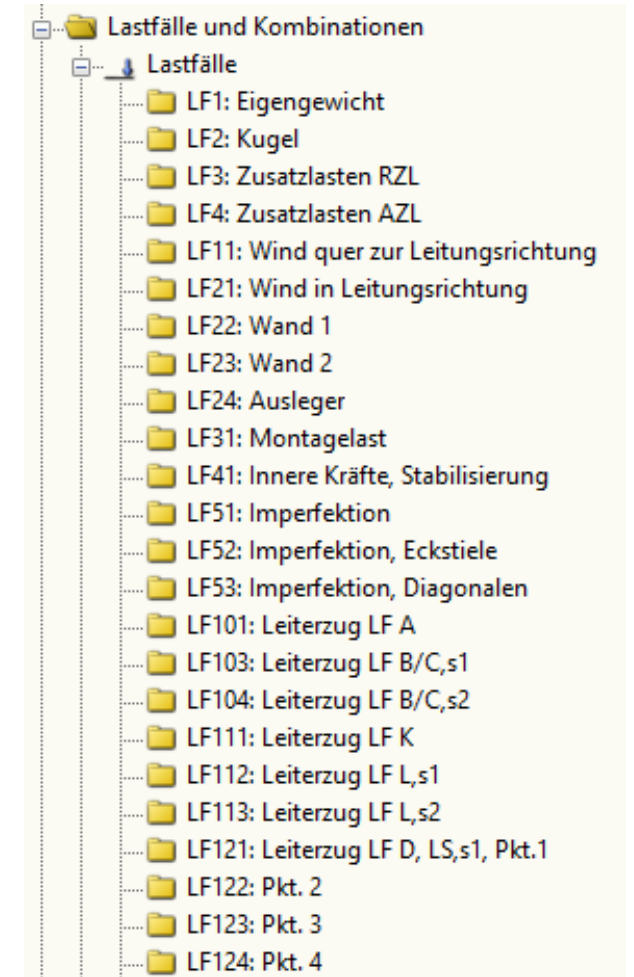 Lastfälle und Kombinationen
Lastfälle
LF1: Eigengewicht
LF2: Kugel
LF3: Zusatzlasten RZL
LF4: Zusatzlasten AZL
LF11: Wind quer zur Leitungsrichtung
LF21: Wind in Leitungsrichtung
LF22: Wand 1
LF23: Wand 2
LF24: Ausleger
LF31: Montagelast
LF41: Innere Kräfte, Stabilisierung
LF51: Imperfektion
LF52: Imperfektion, Eckstiele
LF53: Imperfektion, Diagonalen
LF101: Leiterzug LF A
LF103: Leiterzug LF B/C,s1
LF104: Leiterzug LF B/C,s2
LF111: Leiterzug LF K
LF112: Leiterzug LF L,s1
LF113: Leiterzug LF L,s2
LF121: Leiterzug LF D, LS,s1, Pkt.1
LF122: Pkt. 2
LF123: Pkt. 3
LF124: Pkt. 4